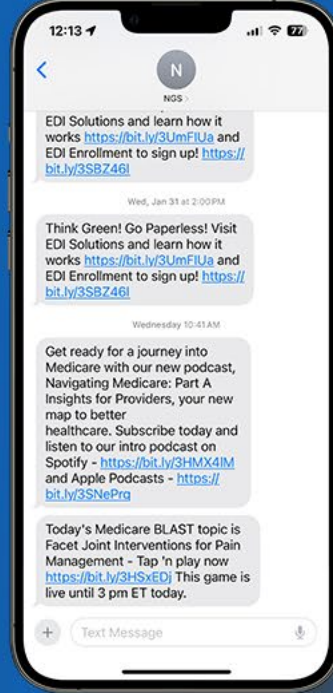 12:13
77
N
NGS
EDI Solutions and learn how it
works https://bit.ly/3UmFIUa and
EDI Enrollment to sign up! https://
bit.ly/3SBZ46I
Wed, Jan 31 at 2:00 PM
Think Green! Go Paperless! Visit
EDI Solutions and learn how it
works https://bit.ly/3UmFIUa and
EDI Enrollment to sign up! https://
bit.ly/3SBZ46I
Wednesday 10:41 AM
Get ready for a journey into
Medicare with our new podcast,
Navigating Medicare: Part A
Insights for Providers, your new
map to better
healthcare. Subscribe today and
listen to our intro podcast on
Spotify - https://bit.ly/3HMX4lM
and Apple Podcasts - https://
bit.ly/3SNePrq
Today's Medicare BLAST topic is
Facet Joint Interventions for Pain
Management - Tap 'n play now
https://bit.ly/3HSxEDj This game is
live until 3 pm ET today.
+ Text Message